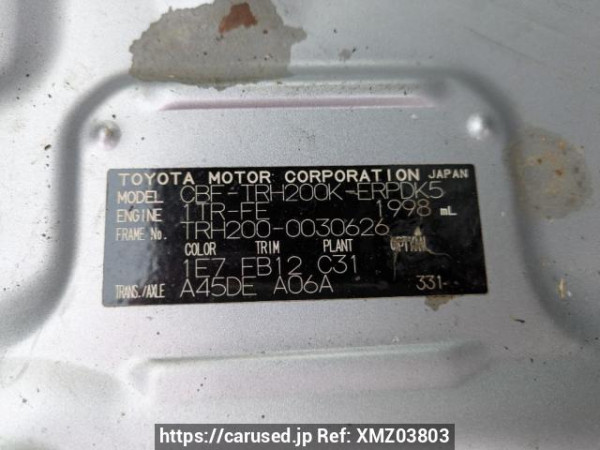 TOYOTA MOTOR CORPORATION JAPAN
MODEL CBF-TRH200K-ERPDK5
ENGINE 1TR-FE 1998 mL
FRAME No. TRH200-0030626
COLOR TRIM PLANT OPTION
1E7 FB12 C31
TRANS./AXLE A45DE A06A 331-
https://carused.jp Ref: XMZ03803